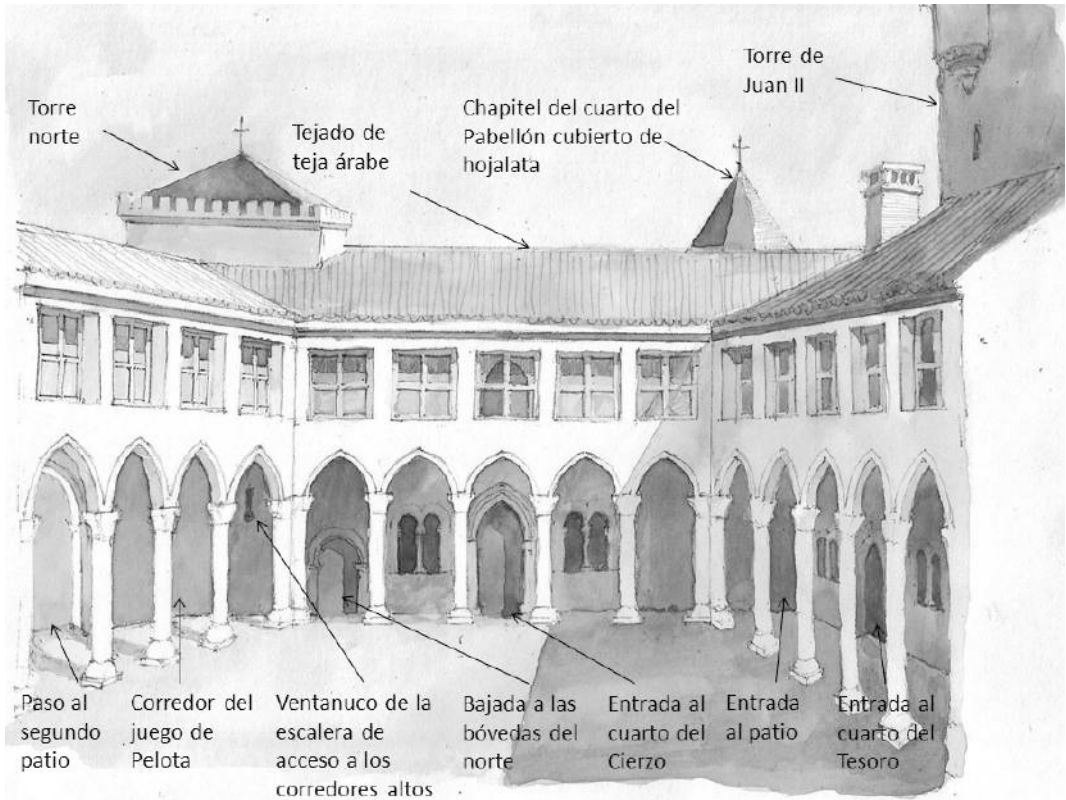 Torre
norte
Tejado de
teja árabe
Chapitel del cuarto del
Pabellón cubierto de
hojalata
Torre de
Juan II
Paso al
segundo
patio
Corredor del
juego de
Pelota
Ventanuco de la
escalera de
acceso a los
corredores altos
Bajada a las
bóvedas del
norte
Entrada al
cuarto del
Cierzo
Entrada
al patio
Entrada al
cuarto del
Tesoro